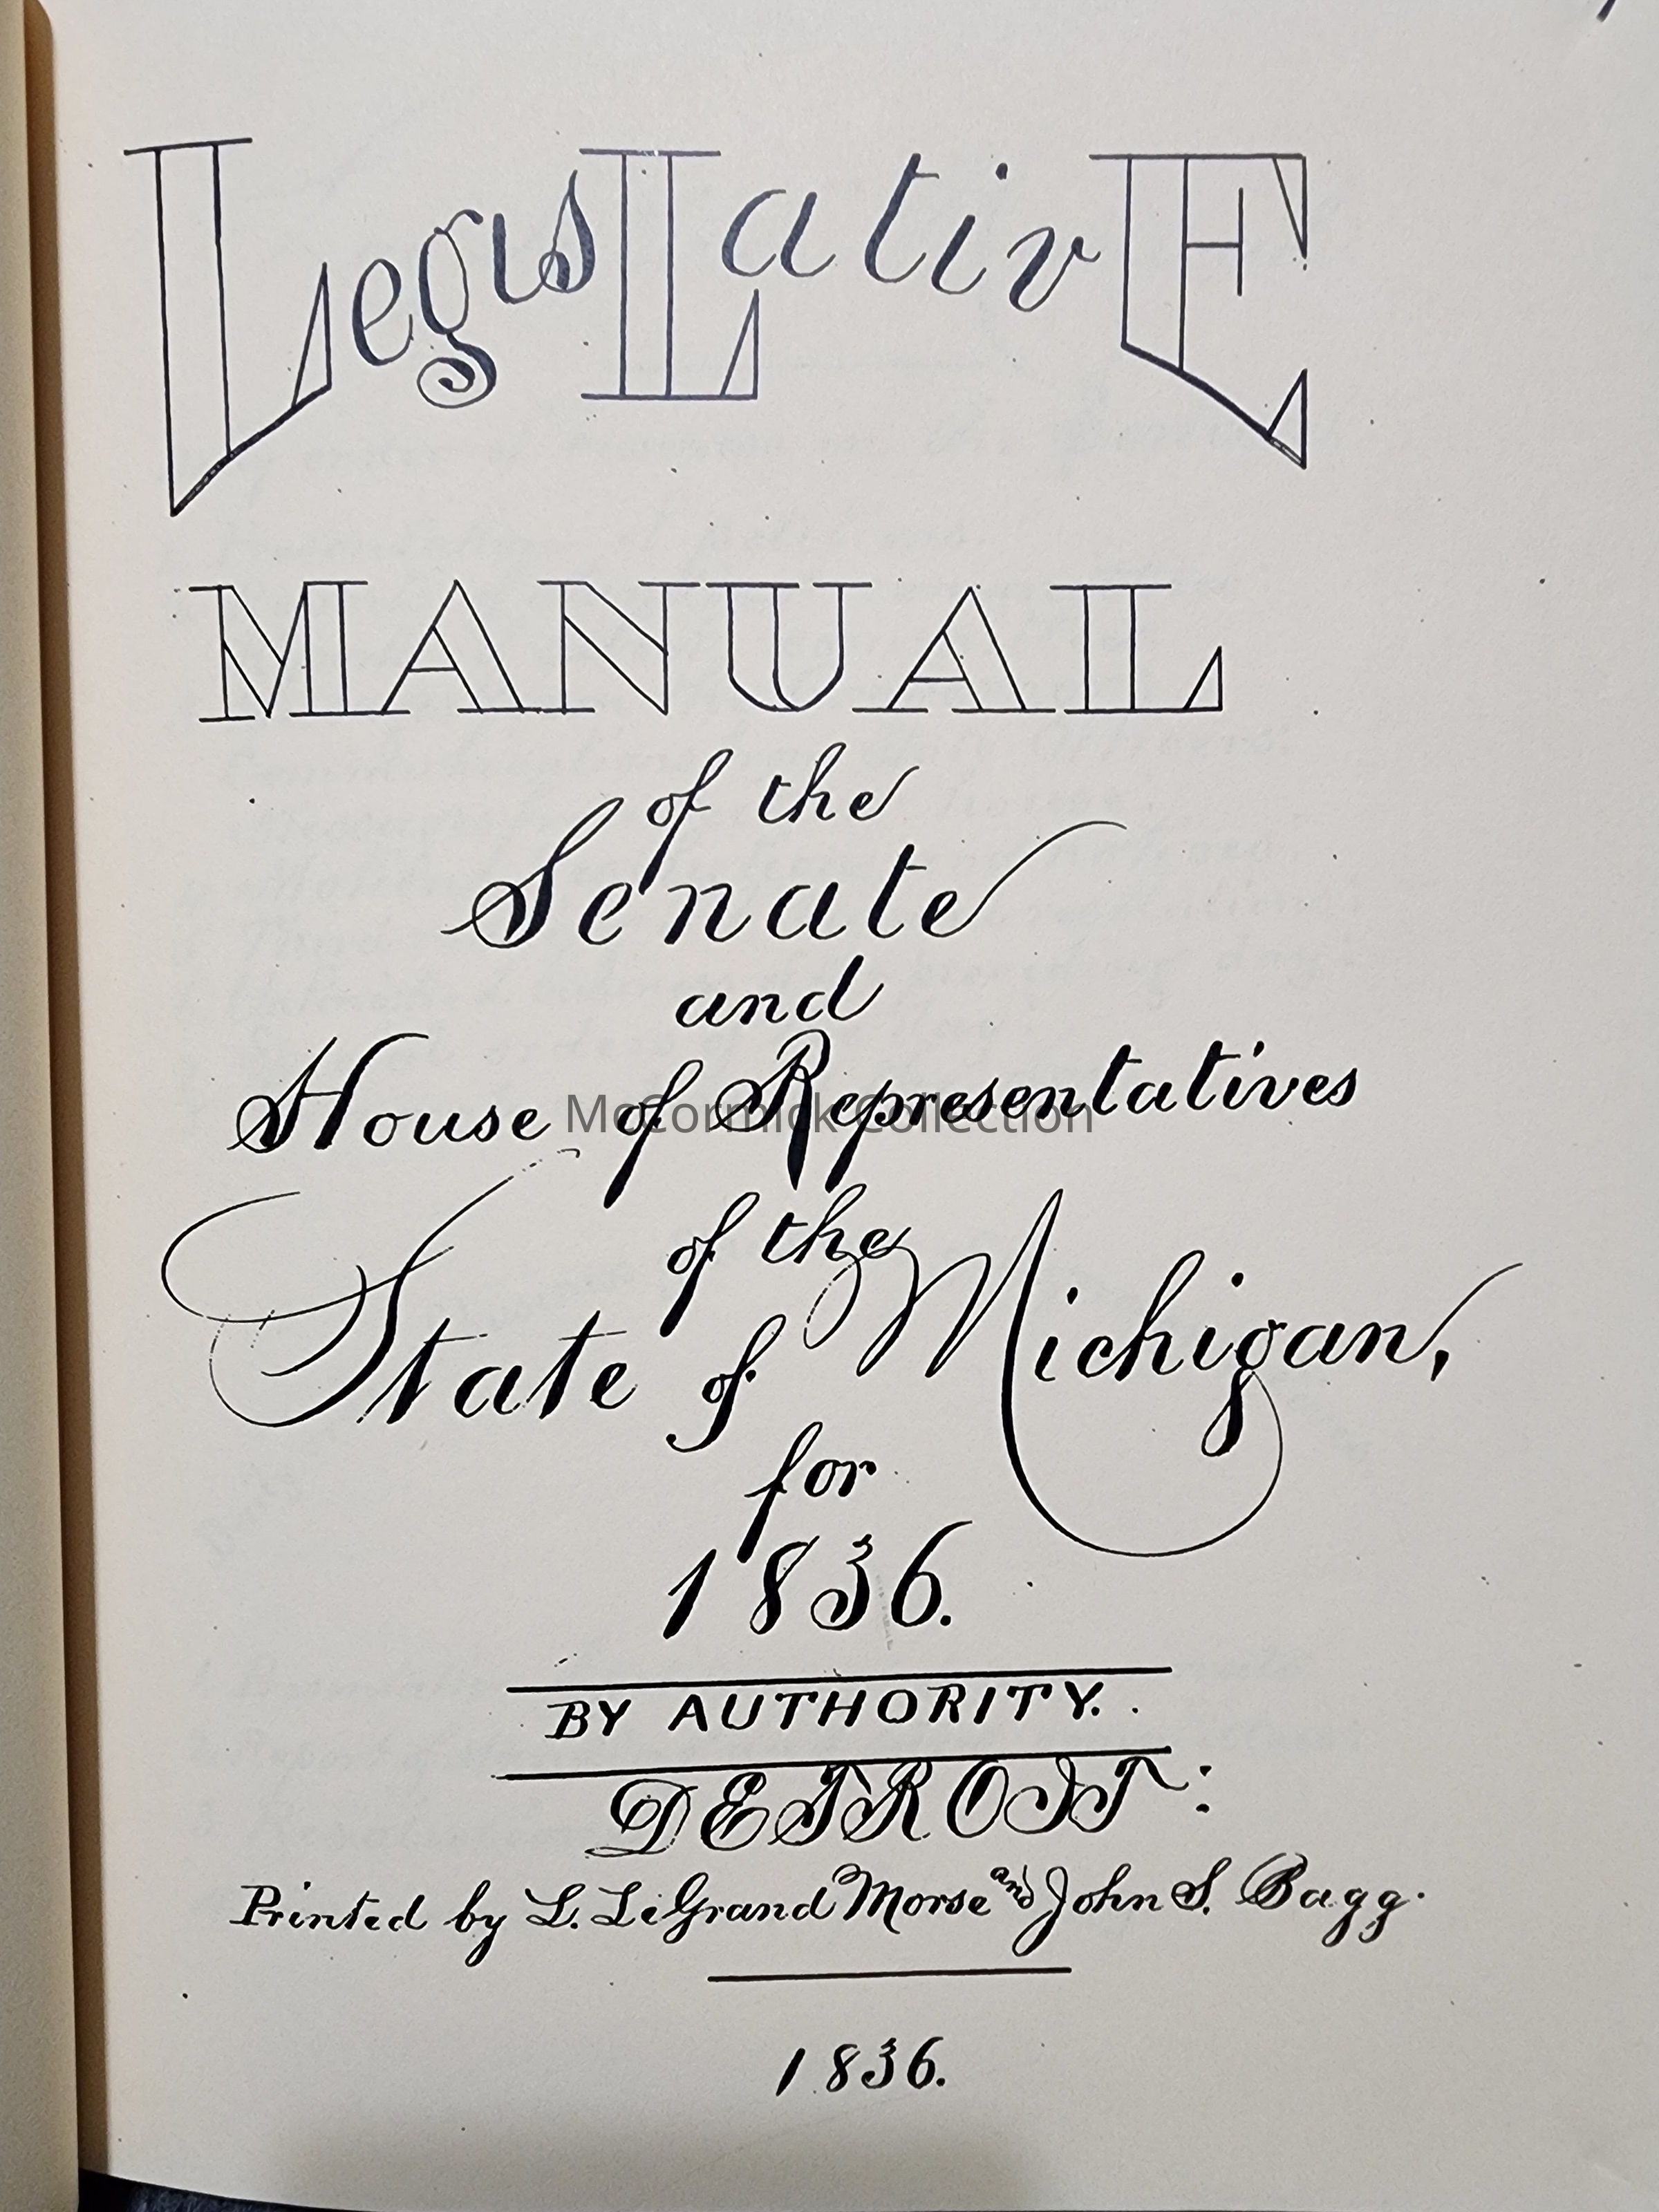 LegisLativE
MANUAL
of the
Senate
and
House of Representatives
McCormick Collection
of the
State of Michigan,
for
1836.
BY AUTHORITY.
DETROIT:
Printed by L. LeGrand Morse and John S. Bagg.
1836.